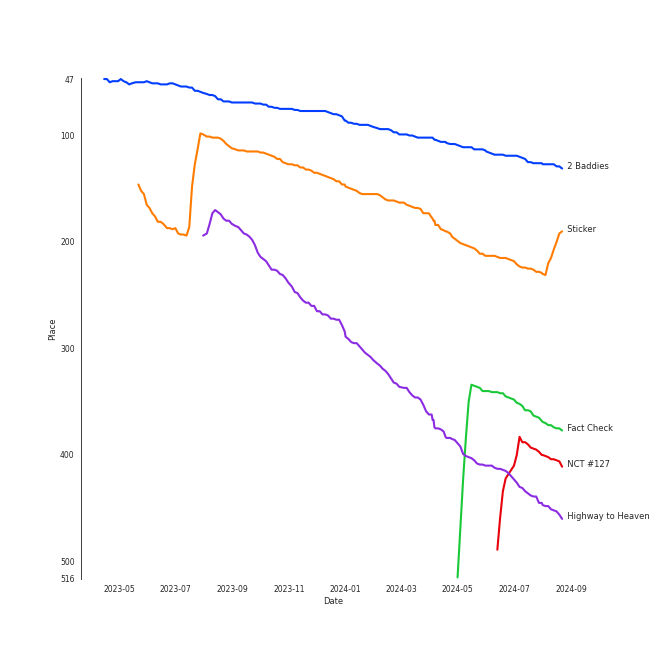 47
100
2 Baddies
Sticker
200
300
Place
400
Fact Check
NCT #127
Highway to Heaven
500
516
2023-05 2023-07 2023-09 2023-11 2024-01 2024-03 2024-05 2024-07 2024-09
Date